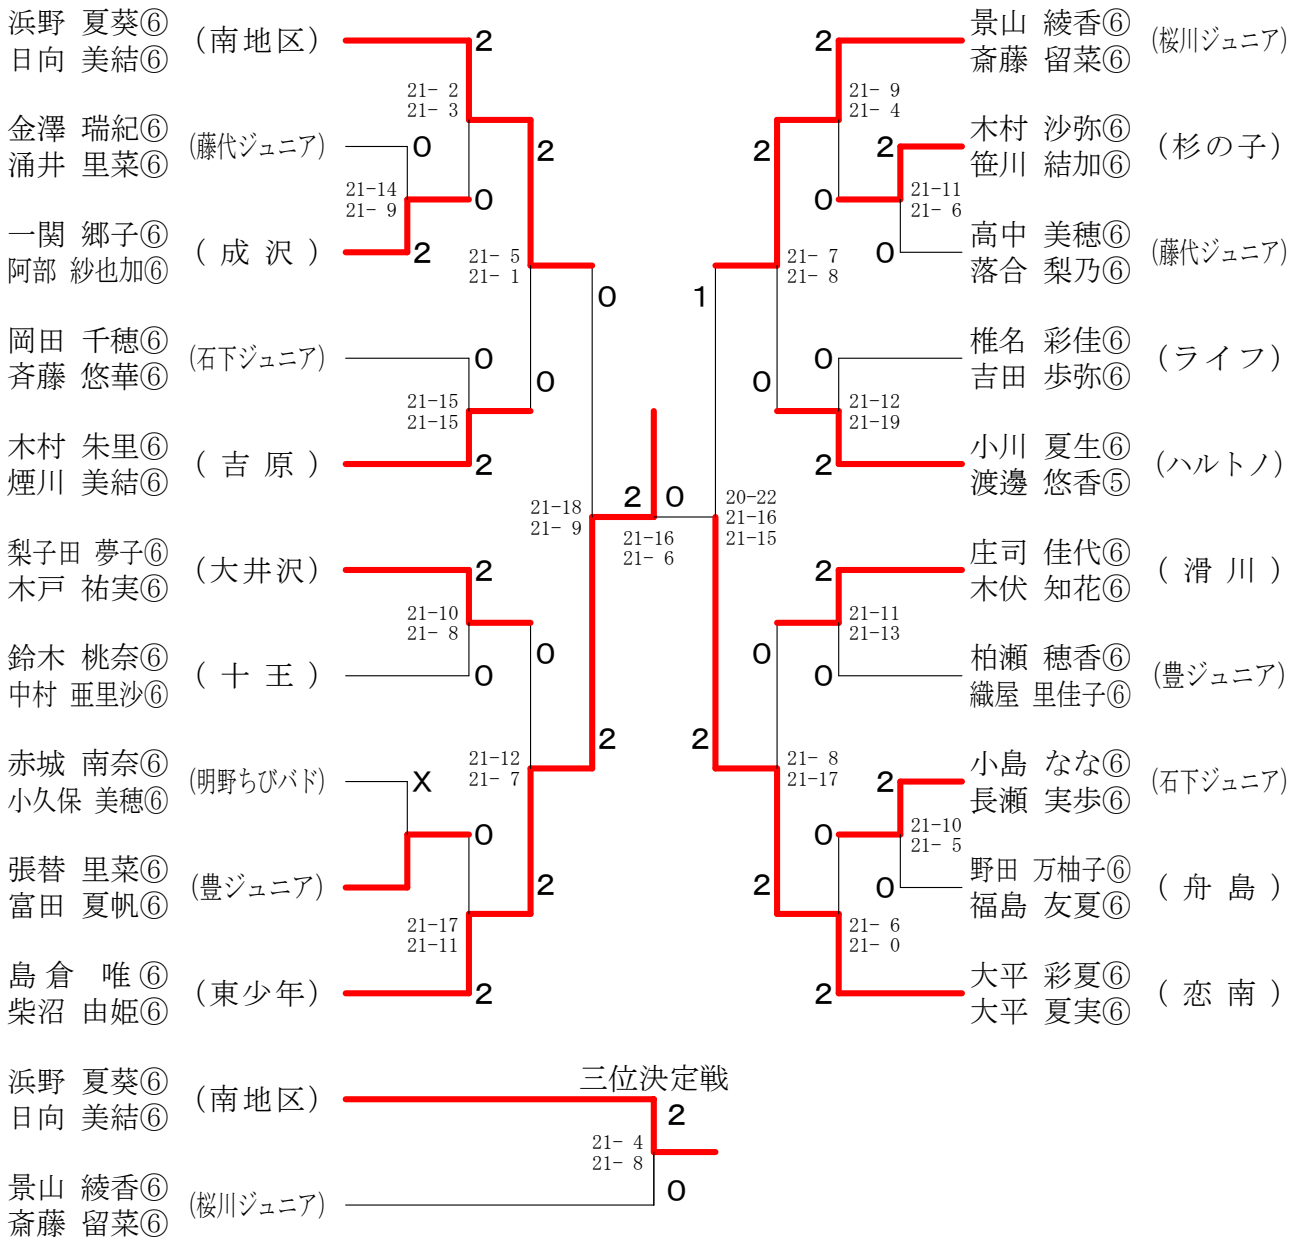 浜野 夏葵⑥
日向 美結⑥
(南地区)
2
21- 2
21- 3
金澤 瑞紀⑥
涌井 里菜⑥
(藤代ジュニア)
0
2
21-14
21- 9
0
一関 郷子⑥
阿部 紗也加⑥
(成沢)
2
21- 5
21- 1
0
岡田 千穂⑥
斉藤 悠華⑥
(石下ジュニア)
0
0
21-15
21-15
木村 朱里⑥
煙川 美結⑥
(吉原)
2
21-18
21- 9
2
0
21-16
21- 6
梨子田 夢子⑥
木戸 祐実⑥
(大井沢)
2
21-10
21- 8
0
鈴木 桃奈⑥
中村 亜里沙⑥
(十王)
0
2
赤城 南奈⑥
小久保 美穂⑥
(明野ちびバド)
X
21-12
21- 7
0
張替 里菜⑥
富田 夏帆⑥
(豊ジュニア)
2
21-17
21-11
島倉 唯⑥
柴沼 由姫⑥
(東少年)
2
2
景山 綾香⑥
斎藤 留菜⑥
(桜川ジュニア)
21- 9
21- 4
2
2
木村 沙弥⑥
笹川 結加⑥
(杉の子)
0
21-11
21- 6
0
高中 美穂⑥
落合 梨乃⑥
(藤代ジュニア)
1
21- 7
21- 8
0
椎名 彩佳⑥
吉田 歩弥⑥
(ライフ)
0
21-12
21-19
2
小川 夏生⑥
渡邊 悠香⑤
(ハルトノ)
20-22
21-16
21-15
2
庄司 佳代⑥
木伏 知花⑥
(滑川)
21-11
21-13
0
0
柏瀬 穂香⑥
織屋 里佳子⑥
(豊ジュニア)
2
21- 8
21-17
2
小島 なな⑥
長瀬 実歩⑥
(石下ジュニア)
0
21-10
21- 5
2
0
野田 万柚子⑥
福島 友夏⑥
(舟島)
21- 6
21- 0
2
大平 彩夏⑥
大平 夏実⑥
(恋南)
三位決定戦
浜野 夏葵⑥
日向 美結⑥
(南地区)
2
21- 4
21- 8
0
景山 綾香⑥
斎藤 留菜⑥
(桜川ジュニア)